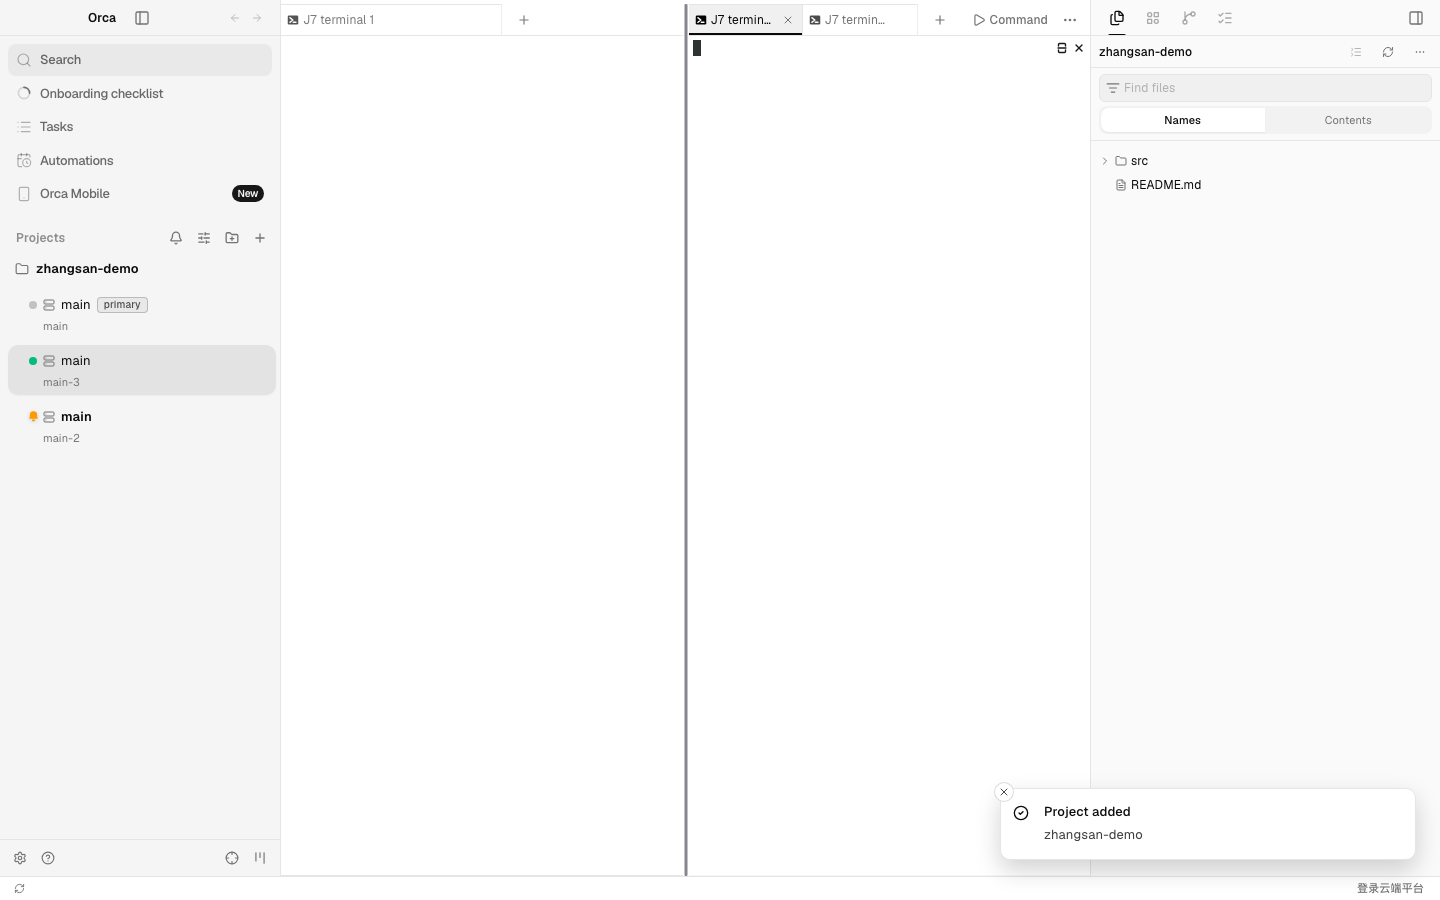 Orca
Search
Onboarding checklist
Tasks
Automations
Orca Mobile
New
Projects
zhangsan-demo
main primary
main
main
main-3
main
main-2
J7 terminal 1
J7 termin...
J7 termin...
Command
zhangsan-demo
Find files
Names
Contents
src
README.md
Project added
zhangsan-demo
登录云端平台